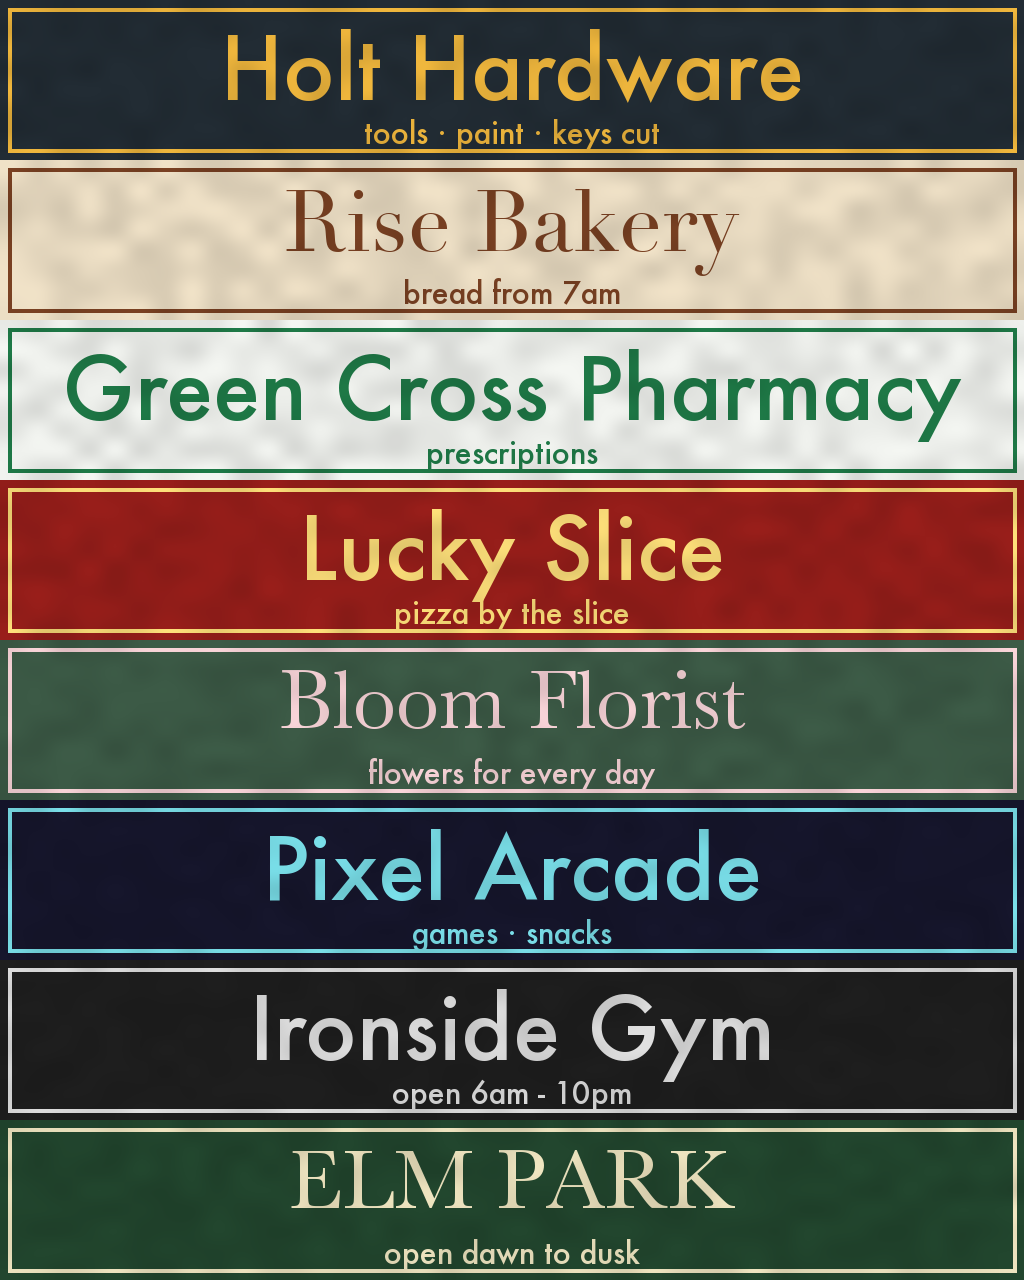 Holt Hardware
tools · paint · keys cut
Rise Bakery
bread from 7am
Green Cross Pharmacy
prescriptions
Lucky Slice
pizza by the slice
Bloom Florist
flowers for every day
Pixel Arcade
games · snacks
Ironside Gym
open 6am - 10pm
ELM PARK
open dawn to dusk